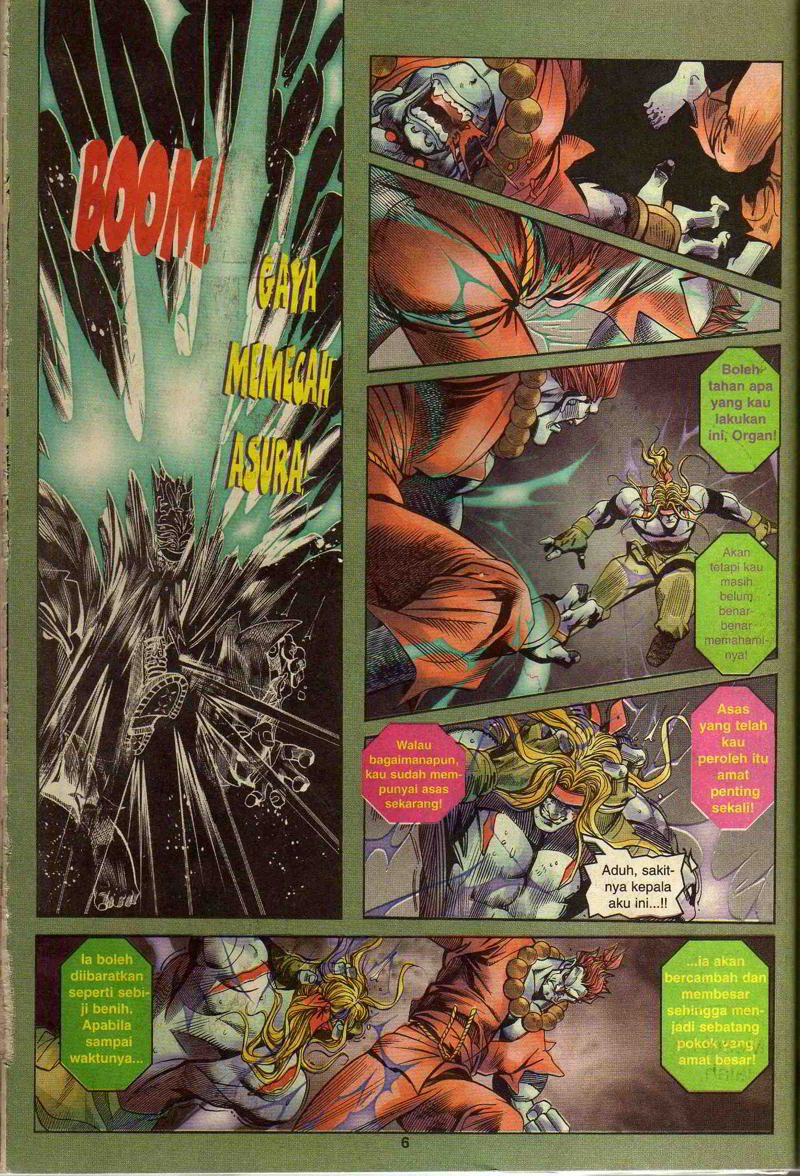 BOOM!
GAYA
MEMECAH
ASURA!
Boleh
tahan apa
yang kau
lakukan
ini, Organ!
Akan
tetapi kau
masih
belum
benar-
benar
memahami-
nya!
Walau
bagaimanapun,
kau sudah mem-
punyai asas
sekarang!
Asas
yang telah
kau
peroleh itu
amat
penting
sekali!
Aduh, sakit-
nya kepala
aku ini...!!
Ia boleh
diibaratkan
seperti sebi-
ji benih.
Apabila
sampai
waktunya...
...ia akan
bercambah dan
membesar
sehingga men-
jadi sebatang
pokok yang
amat besar!
6